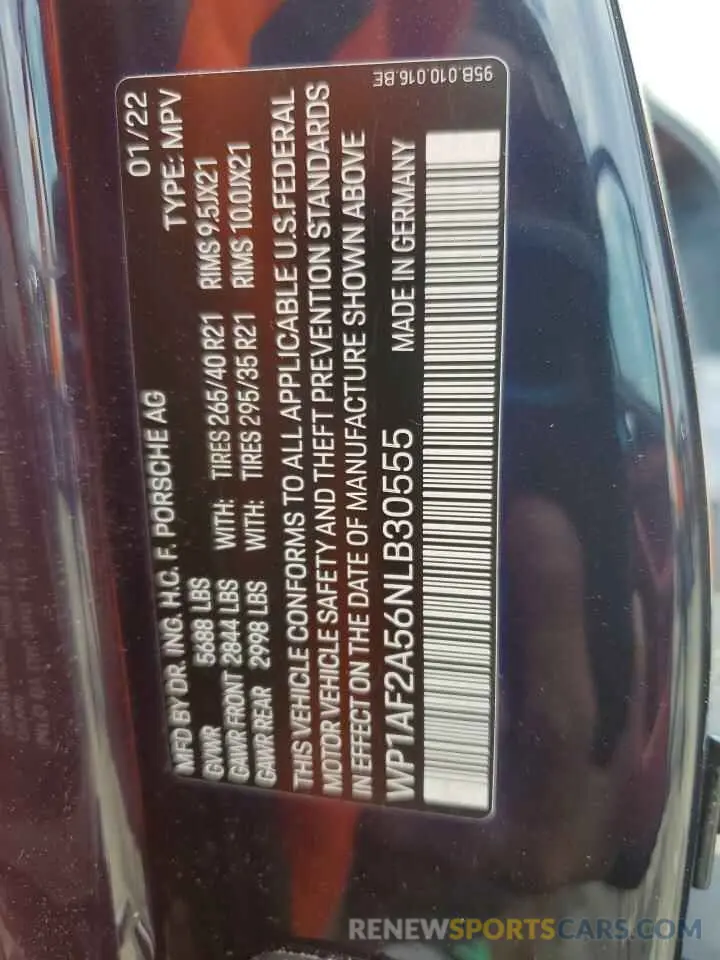 95B.010.016.BE
MFD BY DR. ING. H.C. F. PORSCHE AG 01/22
GVWR 5688 LBS TYPE: MPV
GAWR FRONT 2844 LBS WITH: TIRES 265/40 R21 RIMS 9.5JX21
GAWR REAR 2998 LBS WITH: TIRES 295/35 R21 RIMS 10.0JX21
THIS VEHICLE CONFORMS TO ALL APPLICABLE U.S.FEDERAL
MOTOR VEHICLE SAFETY AND THEFT PREVENTION STANDARDS
IN EFFECT ON THE DATE OF MANUFACTURE SHOWN ABOVE
WP1AF2A56NLB30555 MADE IN GERMANY
RENEWSPORTSCARS.COM